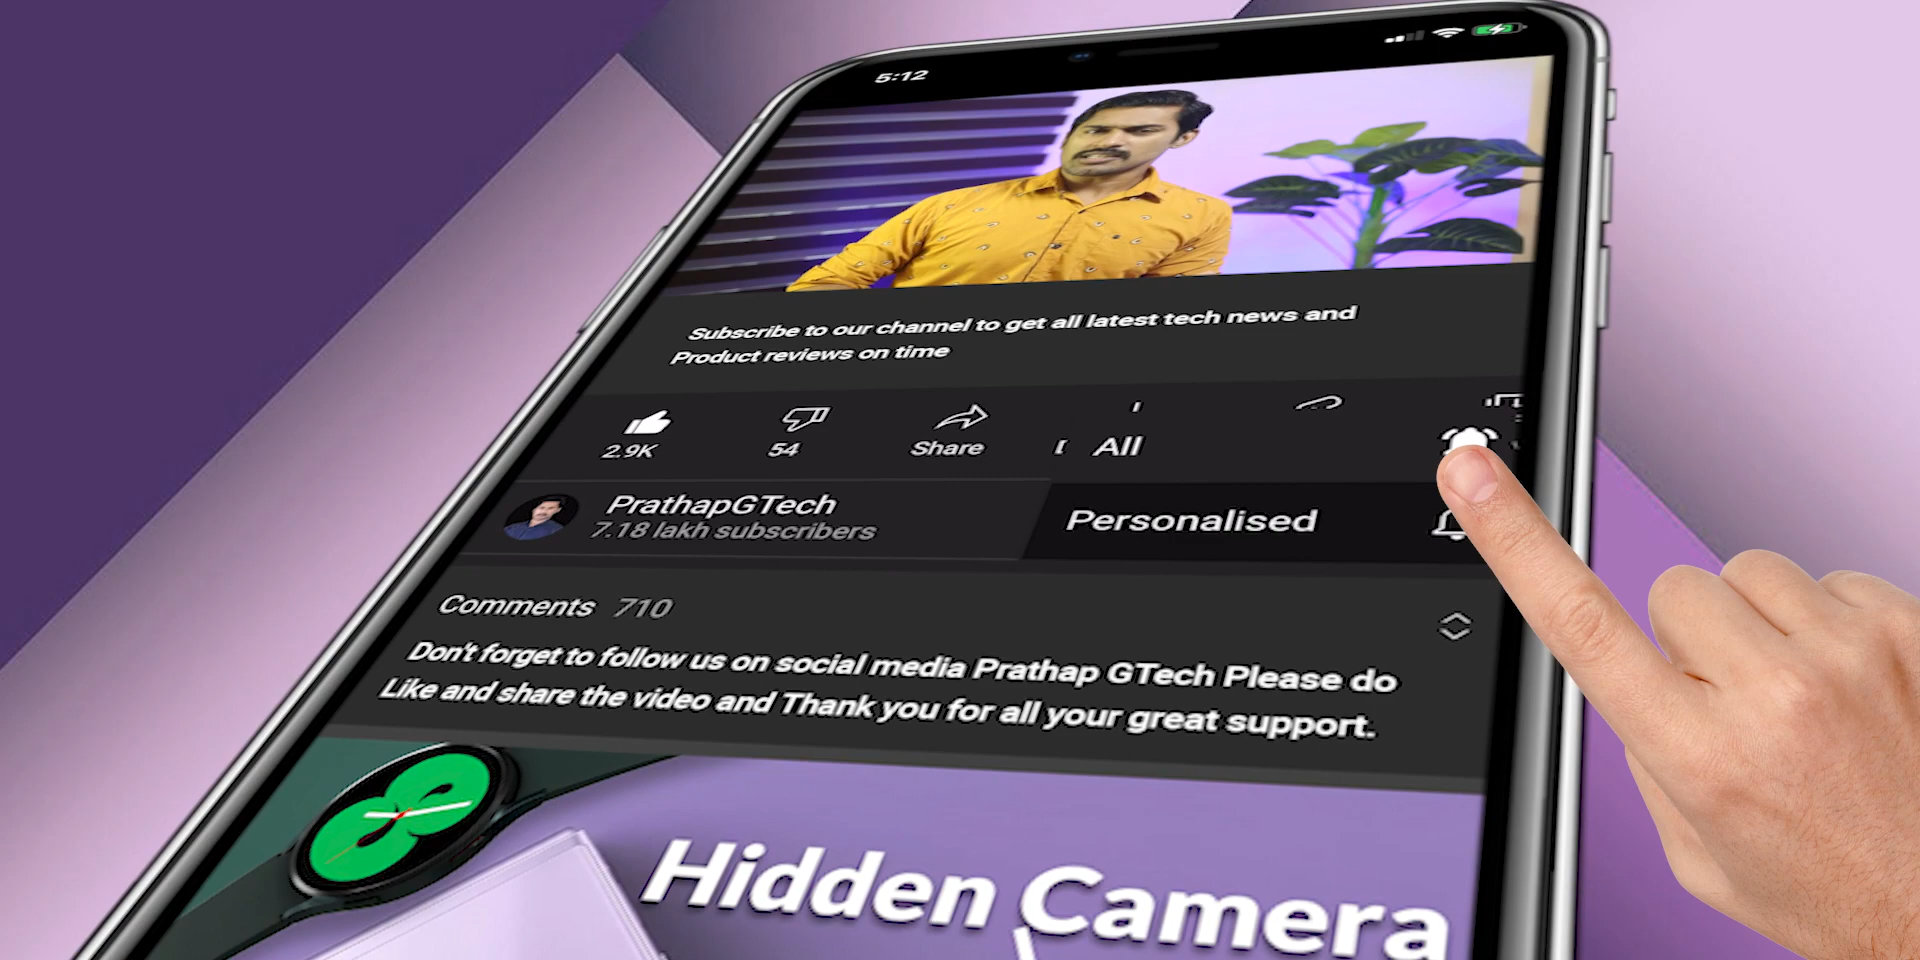 5:12
Subscribe to our channel to get all latest tech news and
Product reviews on time
2.9K
54
Share
All
PrathapGTech
7.18 lakh subscribers
Personalised
Comments 710
Don't forget to follow us on social media Prathap GTech Please do
Like and share the video and Thank you for all your great support.
Hidden Camera